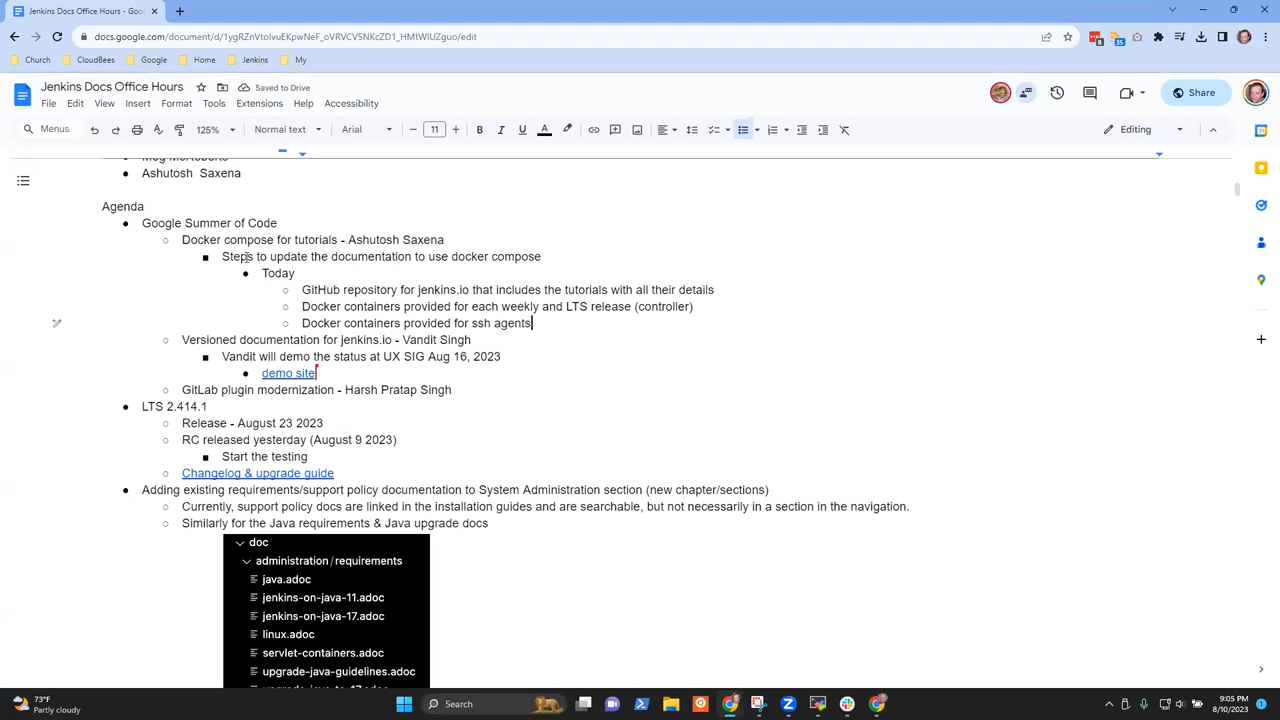 Jenkins Docs Office Hours - Goo
docs.google.com/document/d/1ygRZnVtoIvuEKpwNeF_oVRVCV5NKcZD1_HMtWIUZguo/edit
Church
CloudBees
Google
Home
Jenkins
My
Jenkins Docs Office Hours
Saved to Drive
File Edit View Insert Format Tools Extensions Accessibility
Share
Menus
125%
Normal text
Arial
11
Editing
Meg McRoberts
Ashutosh Saxena
Agenda
Google Summer of Code
Docker compose for tutorials - Ashutosh Saxena
Steps to update the documentation to use docker compose
Today
GitHub repository for jenkins.io that includes the tutorials with all their details
Docker containers provided for each weekly and LTS release (controller)
Docker containers provided for ssh agents
Versioned documentation for jenkins.io - Vandit Singh
Vandit will demo the status at UX SIG Aug 16, 2023
demo site
GitLab plugin modernization - Harsh Pratap Singh
LTS 2.414.1
Release - August 23 2023
RC released yesterday (August 9 2023)
Start the testing
Changelog & upgrade guide
Adding existing requirements/support policy documentation to System Administration section (new chapter/sections)
Currently, support policy docs are linked in the installation guides and are searchable, but not necessarily in a section in the navigation.
Similarly for the Java requirements & Java upgrade docs
doc
administration/requirements
java.adoc
jenkins-on-java-11.adoc
jenkins-on-java-17.adoc
linux.adoc
servlet-containers.adoc
upgrade-java-guidelines.adoc
upgrade-java-to-17.adoc
73°F
Partly cloudy
Search
9:05 PM
8/10/2023